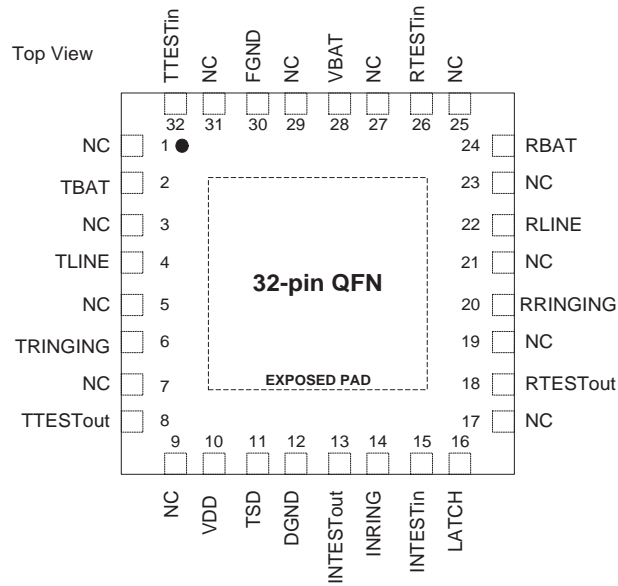 Top View
TTESTin
NC
FGND
NC
VBAT
NC
RTESTin
NC
32
31
30
29
28
27
26
25
NC 1
TBAT 2
NC 3
TLINE 4
NC 5
TRINGING 6
NC 7
TTESTout 8
24 RBAT
23 NC
22 RLINE
21 NC
20 RRINGING
19 NC
18 RTESTout
17 NC
32-pin QFN
EXPOSED PAD
9
10
11
12
13
14
15
16
NC
VDD
TSD
DGND
INTESTout
INRING
INTESTin
LATCH